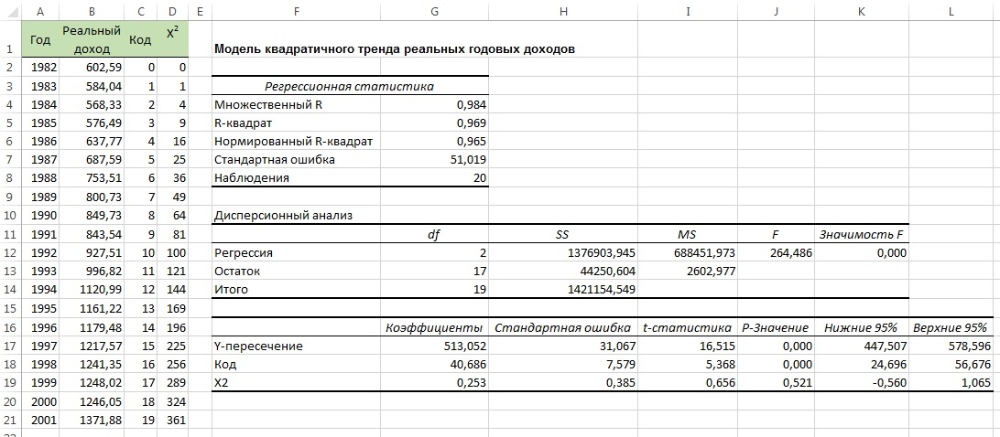 A B C D E F G H I J K L
1 Год Реальный доход Код X² Модель квадратичного тренда реальных годовых доходов
2 1982 602,59 0 0
3 1983 584,04 1 1 Регрессионная статистика
4 1984 568,33 2 4 Множественный R 0,984
5 1985 576,49 3 9 R-квадрат 0,969
6 1986 637,77 4 16 Нормированный R-квадрат 0,965
7 1987 687,59 5 25 Стандартная ошибка 51,019
8 1988 753,51 6 36 Наблюдения 20
9 1989 800,73 7 49
10 1990 849,73 8 64 Дисперсионный анализ
11 1991 843,54 9 81 df SS MS F Значимость F
12 1992 927,51 10 100 Регрессия 2 1376903,945 688451,973 264,486 0,000
13 1993 996,82 11 121 Остаток 17 44250,604 2602,977
14 1994 1120,99 12 144 Итого 19 1421154,549
15 1995 1161,22 13 169
16 1996 1179,48 14 196 Коэффициенты Стандартная ошибка t-статистика P-Значение Нижние 95% Верхние 95%
17 1997 1217,57 15 225 Y-пересечение 513,052 31,067 16,515 0,000 447,507 578,596
18 1998 1241,35 16 256 Код 40,686 7,579 5,368 0,000 24,696 56,676
19 1999 1248,02 17 289 X2 0,253 0,385 0,656 0,521 -0,560 1,065
20 2000 1246,05 18 324
21 2001 1371,88 19 361